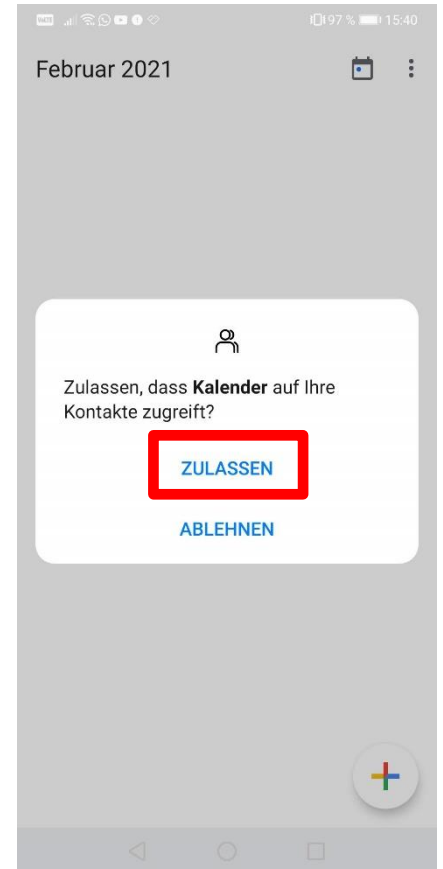 97 % 15:40
Februar 2021
Zulassen, dass Kalender auf Ihre
Kontakte zugreift?
ZULASSEN
ABLEHNEN